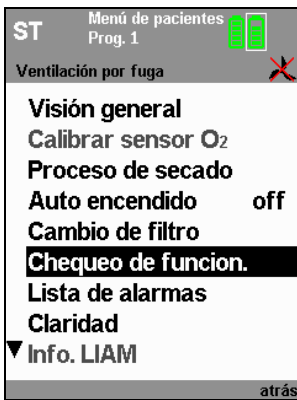 ST
Menú de pacientes
Prog. 1
Ventilación por fuga
Visión general
Calibrar sensor O₂
Proceso de secado
Auto encendido off
Cambio de filtro
Chequeo de funcion.
Lista de alarmas
Claridad
Info. LIAM
atrás